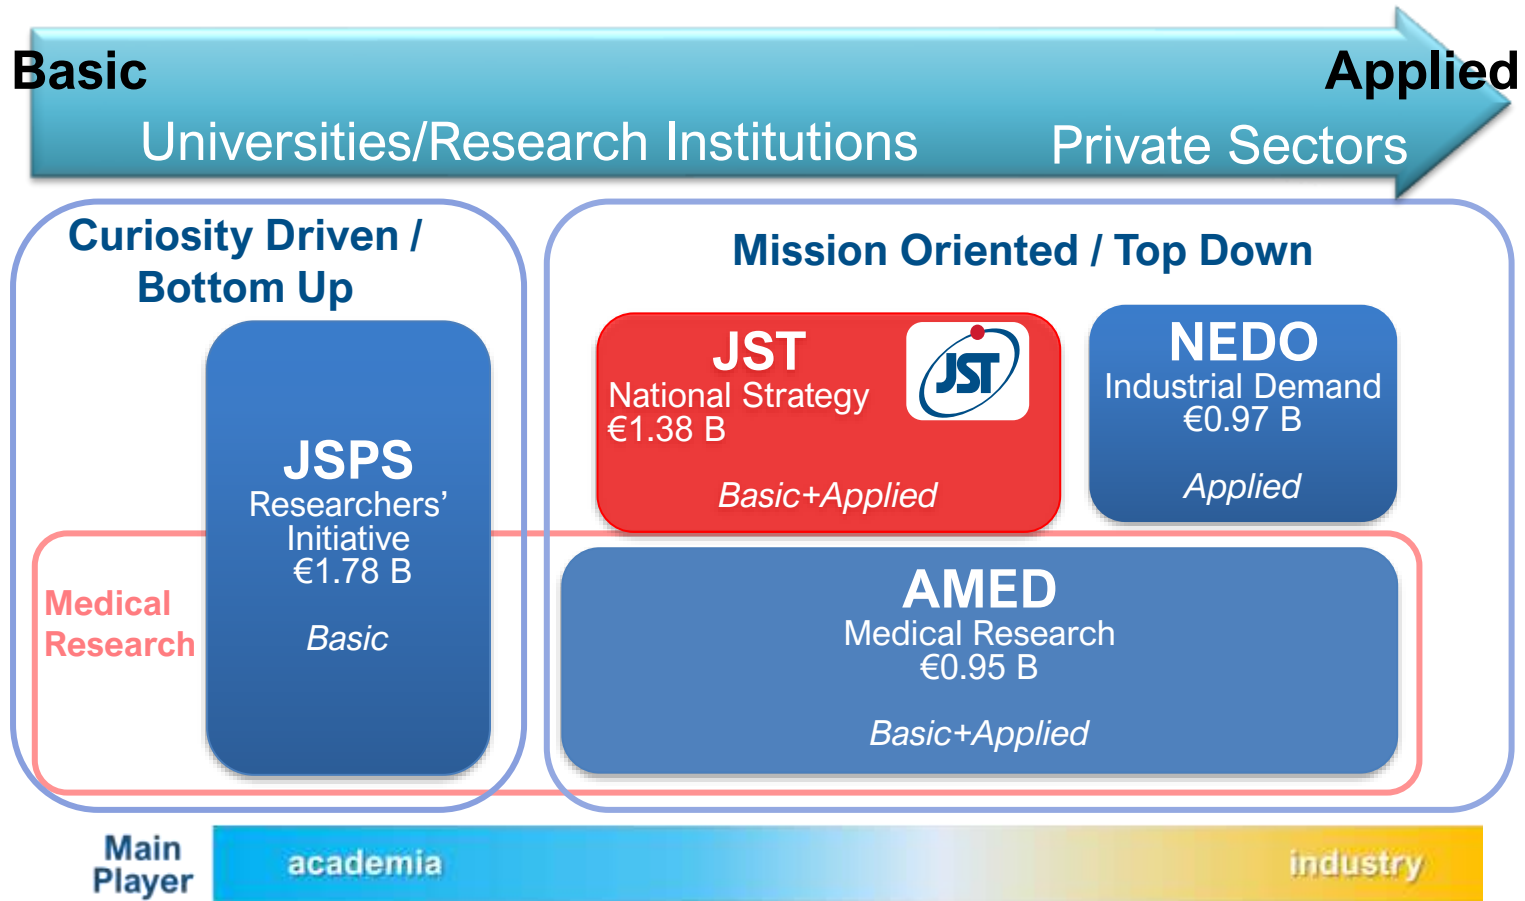 Basic
Applied
Universities/Research Institutions
Private Sectors
Curiosity Driven /
Bottom Up
Mission Oriented / Top Down
JSPS
Researchers’
Initiative
€1.78 B
Basic
JST
National Strategy
€1.38 B
Basic+Applied
JST
NEDO
Industrial Demand
€0.97 B
Applied
Medical
Research
AMED
Medical Research
€0.95 B
Basic+Applied
Main
Player
academia
industry